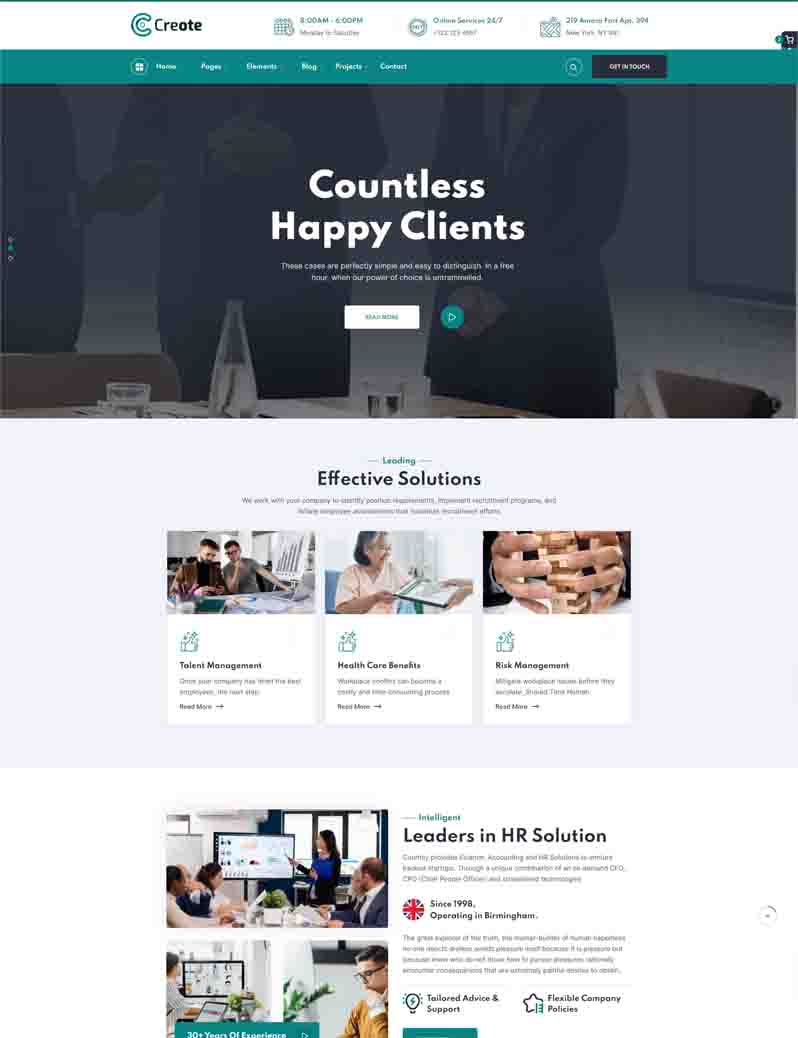 Creote
8:00AM - 6:00PM
Monday to Saturday
Online Services 24/7
219 Amara Fort Apt. 394
New York, NY 941
Home
Pages
Elements
Blog
Projects
Contact
GET IN TOUCH
Countless
Happy Clients
These cases are perfectly simple and easy to distinguish. In a free
hour, when our power of choice is untrammelled.
READ MORE
Leading
Effective Solutions
We work with your company to identify position requirements, implement recruitment programs, and
initiate employee assessments that maximize recruitment efforts.
Talent Management
Once your company has hired the best
employees, the next step
Read More
Health Care Benefits
Workplace conflict can become a
costly and time-consuming process
Read More
Risk Management
Mitigate workplace issues before they
escalate. Shared Time Human
Read More
Intelligent
Leaders in HR Solution
Country provides Finance, Accounting and HR Solutions to venture
backed startups. Through a unique combination of an on-demand CFO,
CPO (Chief People Officer) and streamlined technologies
Since 1998,
Operating in Birmingham.
The great explorer of the truth, the master-builder of human happiness
no one rejects dislikes avoids pleasure itself because it is pleasure but
because those who do not know how to pursue pleasures rationally
encounter consequences that are extremely painful desires to obtain.
Tailored Advice &
Support
Flexible Company
Policies
30+ Years Of Experience